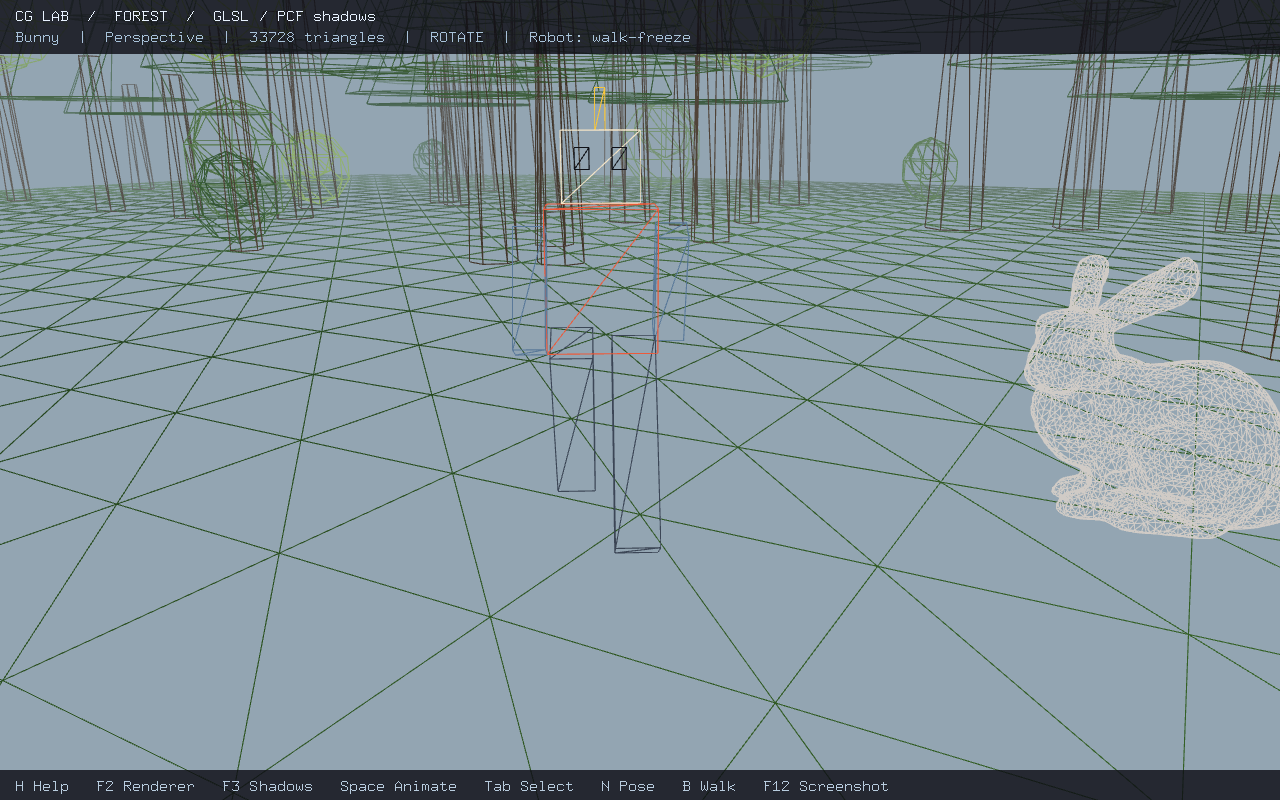 CG LAB / FOREST / GLSL / PCF shadows
Bunny | Perspective | 33728 triangles | ROTATE | Robot: walk-freeze
H Help F2 Renderer F3 Shadows Space Animate Tab Select N Pose B Walk F12 Screenshot